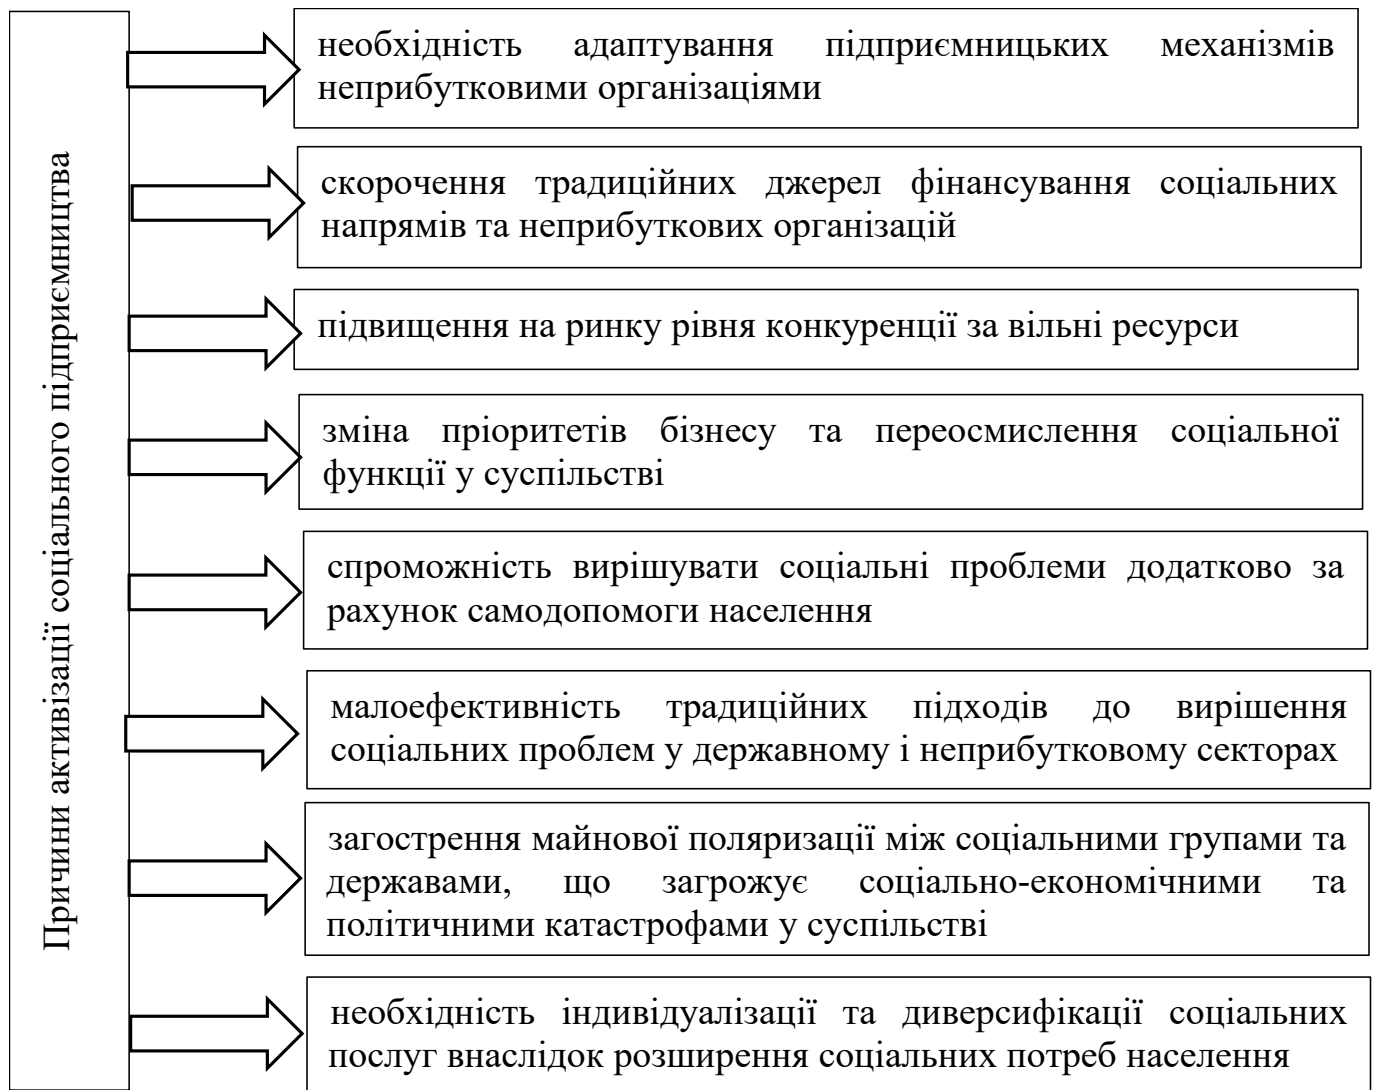 Причини активізації соціального підприємництва
необхідність адаптування підприємницьких механізмів
неприбутковими організаціями
скорочення традиційних джерел фінансування соціальних
напрямів та неприбуткових організацій
підвищення на ринку рівня конкуренції за вільні ресурси
зміна пріоритетів бізнесу та переосмислення соціальної
функції у суспільстві
спроможність вирішувати соціальні проблеми додатково за
рахунок самодопомоги населення
малоефективність традиційних підходів до вирішення
соціальних проблем у державному і неприбутковому секторах
загострення майнової поляризації між соціальними групами та
державами, що загрожує соціально-економічними та
політичними катастрофами у суспільстві
необхідність індивідуалізації та диверсифікації соціальних
послуг внаслідок розширення соціальних потреб населення